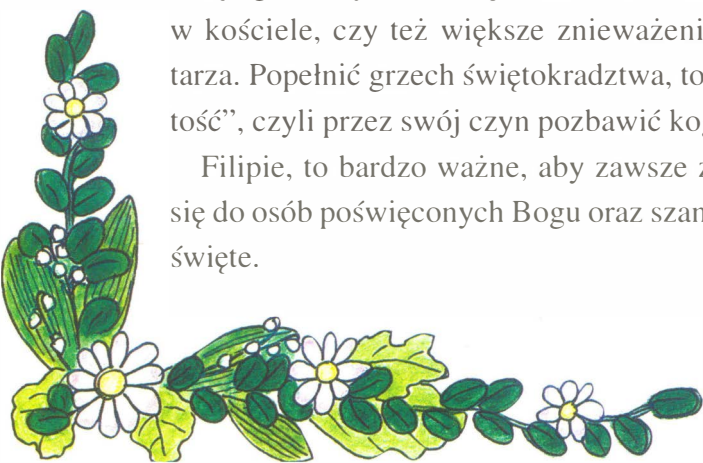 w kościele, czy też większe znieważeni
tarza. Popełnić grzech świętokradztwa, to
tość”, czyli przez swój czyn pozbawić ko
Filipie, to bardzo ważne, aby zawsze z
się do osób poświęconych Bogu oraz szan
święte.